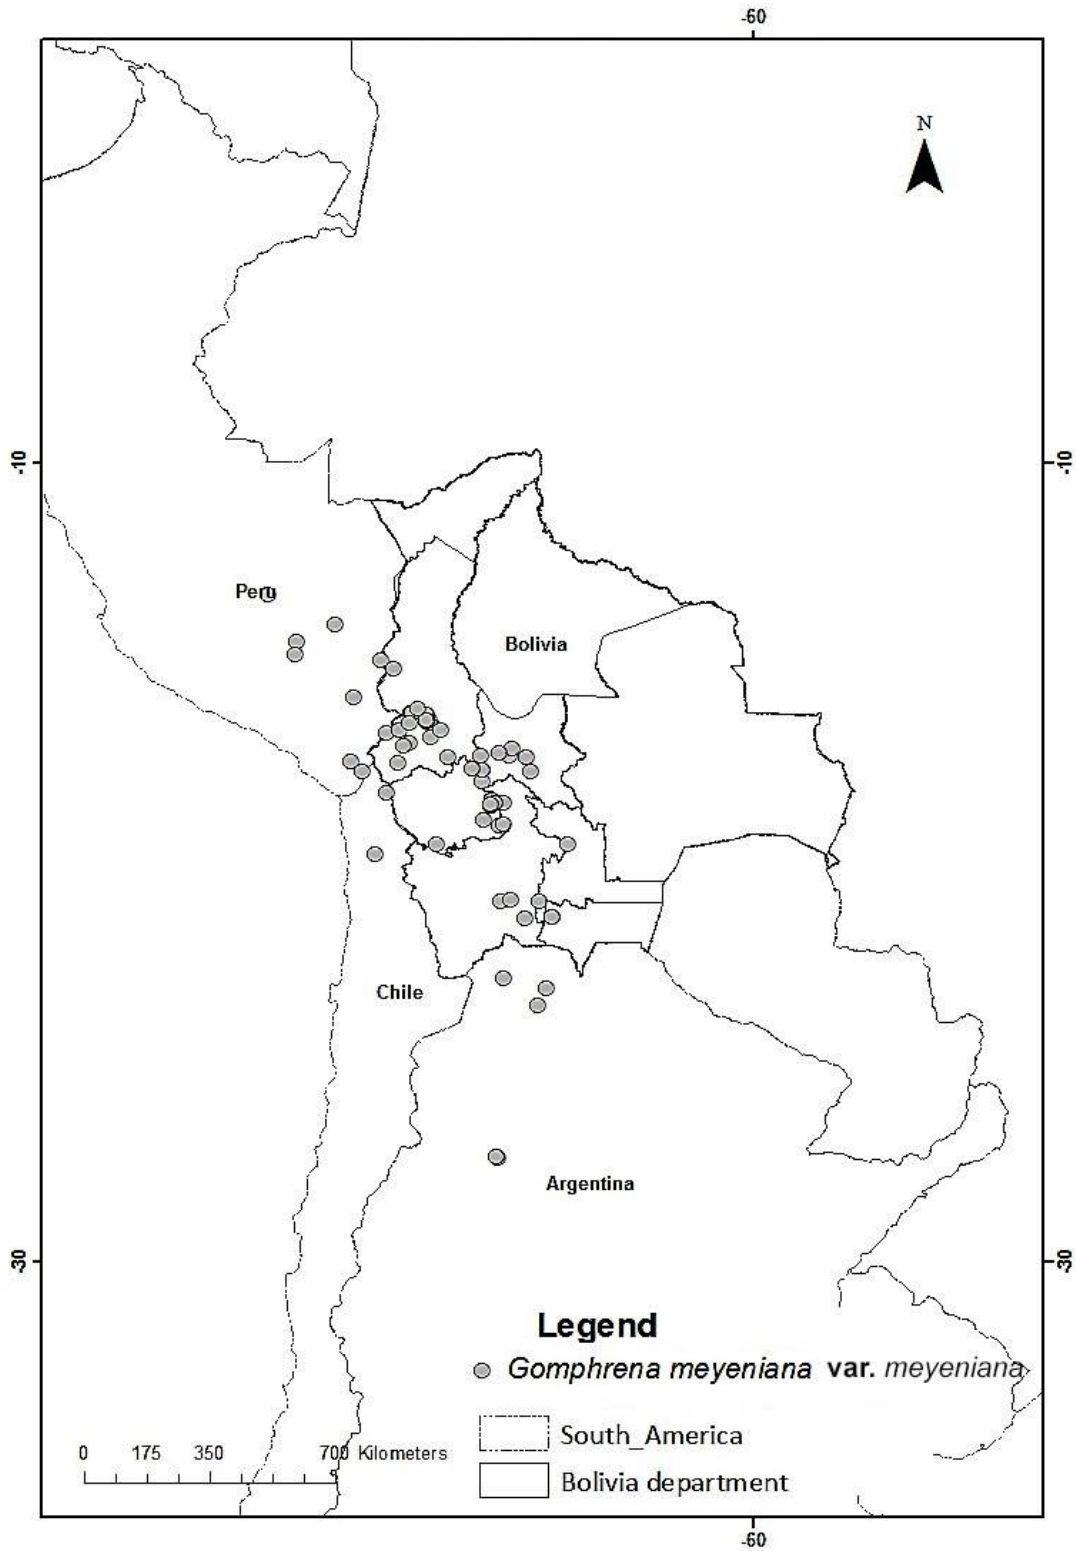 -60
N
-10
-10
Peru
Bolivia
Chile
Argentina
-30
-30
Legend
Gomphrena meyeniana var. meyeniana
South_America
Bolivia department
0 175 350 700 Kilometers
-60